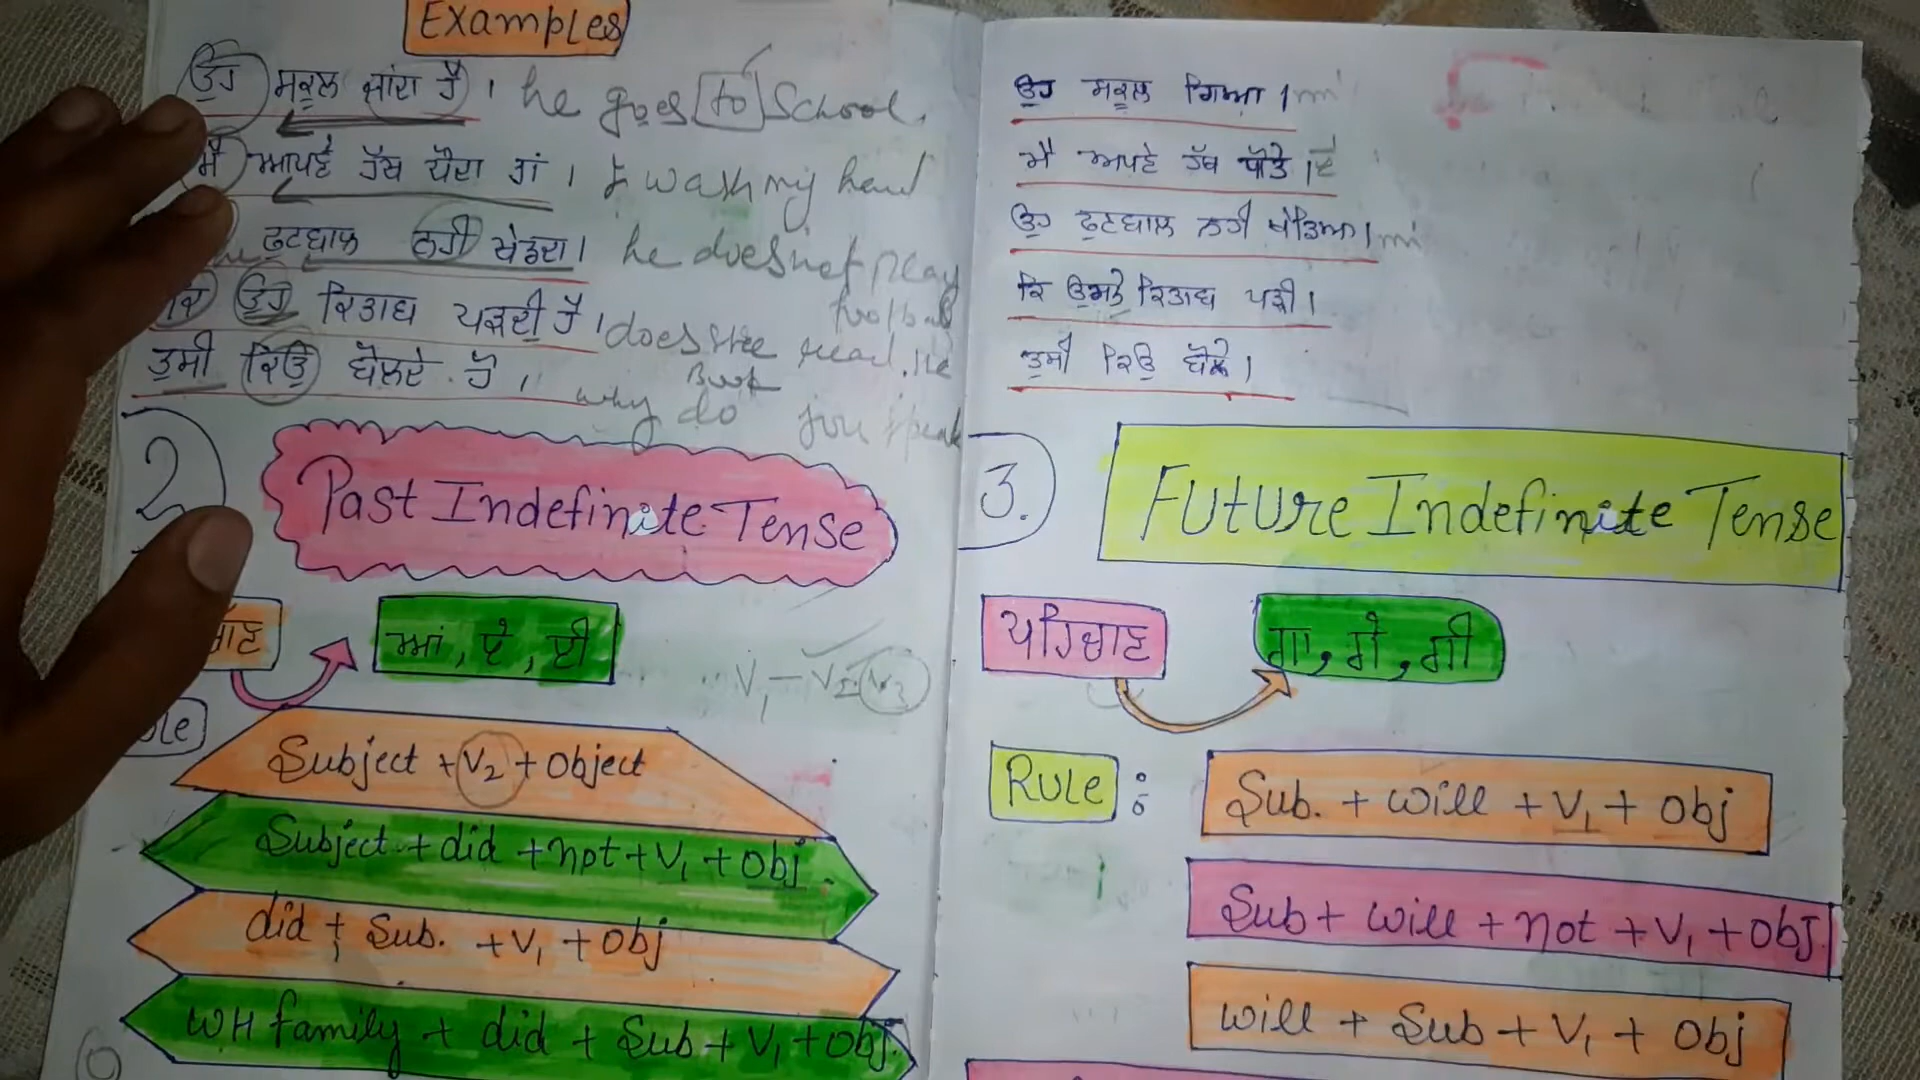 Examples
ਉਹ ਸਕੂਲ ਜਾਂਦਾ ਹੈ । he goes to School.
ਮੈਂ ਆਪਣੇ ਹੱਥ ਧੋਂਦਾ ਹਾਂ । I wash my hand
ਫੁਟਬਾਲ ਨਹੀਂ ਖੇਡਦਾ। he does not play football
ਕਿ ਉਹ ਕਿਤਾਬ ਪੜ੍ਹਦੀ ਹੈ । does she read Book
ਤੁਸੀਂ ਕਿਉਂ ਬੋਲਦੇ ਹੋ । why do you speak
2
Past Indefinite Tense
ਆਂ, ਏ, ਈ
V1 - V2
Subject + V2 + Object
Subject + did + not + V1 + Obj.
did + Sub. + V1 + Obj
WH family + did + Sub + V1 + Obj.
ਉਹ ਸਕੂਲ ਗਿਆ ।
ਮੈਂ ਆਪਣੇ ਹੱਥ ਧੋਤੇ ।
ਉਹ ਫੁਟਬਾਲ ਨਹੀਂ ਖੇਡਿਆ ।
ਕਿ ਉਸਨੇ ਕਿਤਾਬ ਪੜ੍ਹੀ ।
ਤੁਸੀਂ ਕਿਉਂ ਬੋਲੇ ।
3.
Future Indefinite Tense
ਪਹਿਚਾਣ ਗਾ, ਗੇ, ਗੀ
Rule : Sub. + will + V1 + Obj
Sub + will + not + V1 + Obj.
will + Sub + V1 + Obj